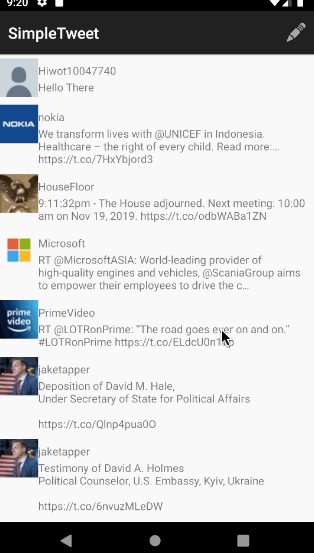 9:20
SimpleTweet
Hiwot10047740
Hello There
NOKIA
nokia
We transform lives with @UNICEF in Indonesia.
Healthcare – the right of every child. Read more:...
https://t.co/7HxYbjord3
HouseFloor
9:11:32pm - The House adjourned. Next meeting: 10:00
am on Nov 19, 2019. https://t.co/odbWABa1ZN
Microsoft
RT @MicrosoftASIA: World-leading provider of
high-quality engines and vehicles, @ScaniaGroup aims
to empower their employees to drive the c...
prime
video
PrimeVideo
RT @LOTRonPrime: "The road goes ever on and on."
#LOTRonPrime
jaketapper
Deposition of David M. Hale,
Under Secretary of State for Political Affairs
https://t.co/Qlnp4pua0O
jaketapper
Testimony of David A. Holmes
Political Counselor, U.S. Embassy, Kyiv, Ukraine
https://t.co/6nvuzMLeDW